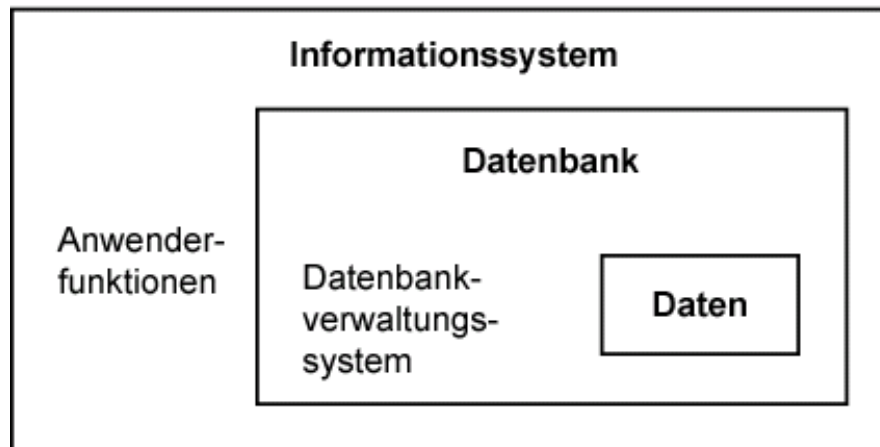 Informationssystem
Datenbank
Anwender-
funktionen
Datenbank-
verwaltungs-
system
Daten